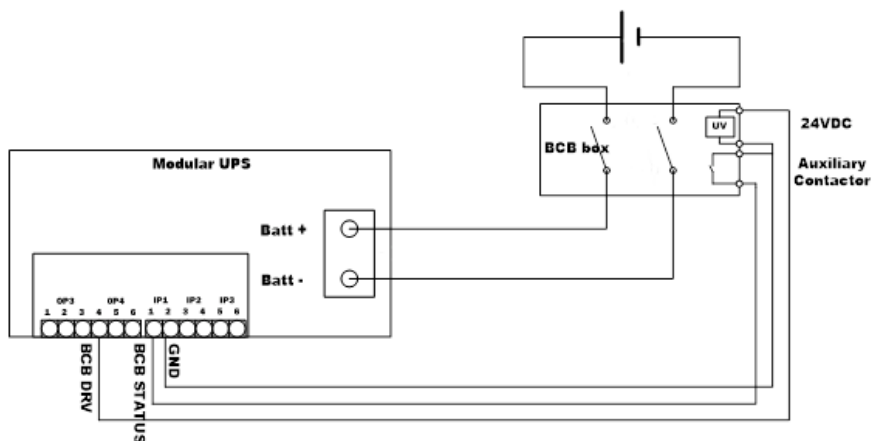 24VDC
UV
BCB box
Auxiliary
Contactor
Modular UPS
Batt +
Batt -
OP3 OP4 IP1 IP2 IP3
1 2 3 4 5 6 1 2 3 4 5 6
BCB DRV
BCB STATUS
GND